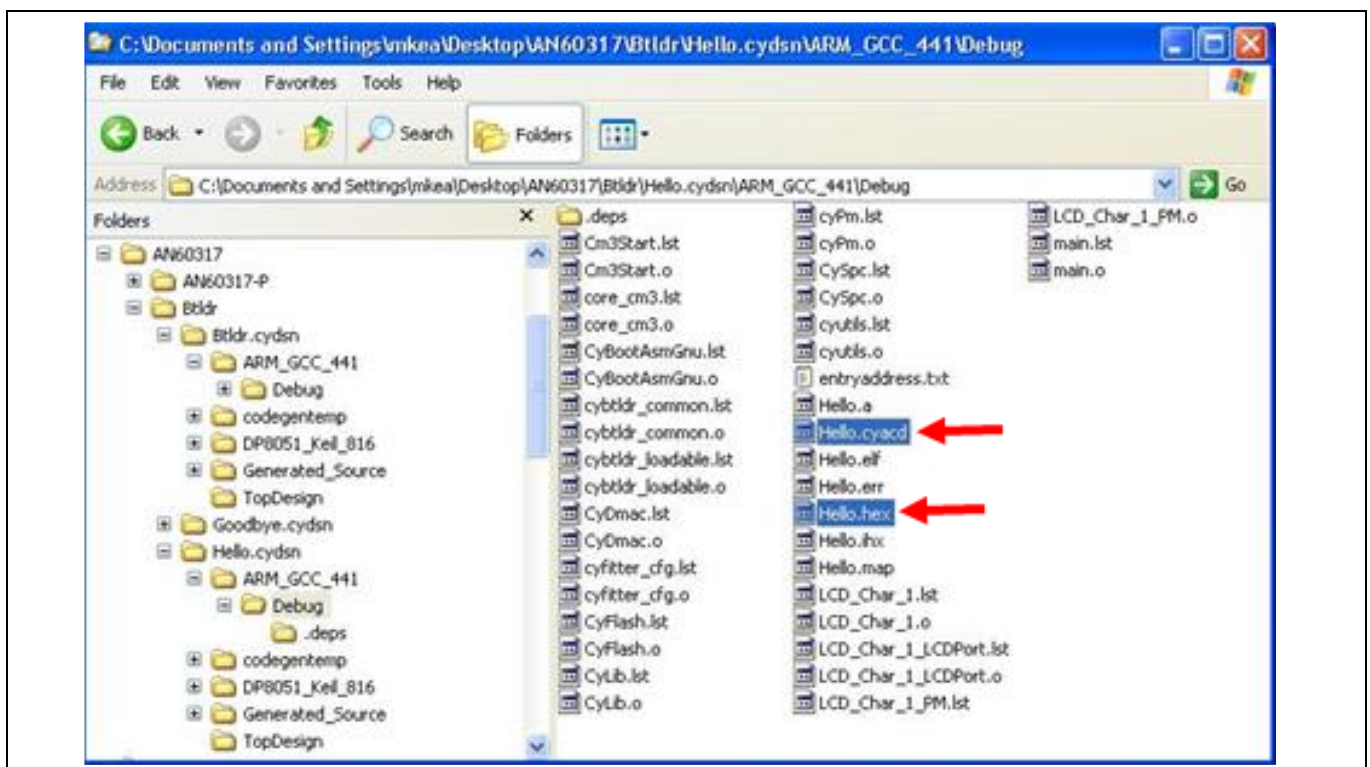 C:\Documents and Settings\mkea\Desktop\AN60317\Btldr\Hello.cydsn\ARM_GCC_441\Debug
File Edit View Favorites Tools Help
Back Search Folders
Address C:\Documents and Settings\mkea\Desktop\AN60317\Btldr\Hello.cydsn\ARM_GCC_441\Debug Go
Folders
AN60317
AN60317-P
Btldr
Btldr.cydsn
ARM_GCC_441
Debug
codegentemp
DP8051_Keil_816
Generated_Source
TopDesign
Goodbye.cydsn
Hello.cydsn
ARM_GCC_441
Debug
.deps
codegentemp
DP8051_Keil_816
Generated_Source
TopDesign
.deps
Cm3Start.lst
Cm3Start.o
core_cm3.lst
core_cm3.o
CyBootAsmGnu.lst
CyBootAsmGnu.o
cybtldr_common.lst
cybtldr_common.o
cybtldr_loadable.lst
cybtldr_loadable.o
CyDmac.lst
CyDmac.o
cyfitter_cfg.lst
cyfitter_cfg.o
CyFlash.lst
CyFlash.o
CyLib.lst
CyLib.o
cyPm.lst
cyPm.o
CySpc.lst
CySpc.o
cyutils.lst
cyutils.o
entryaddress.txt
Hello.a
Hello.cyacd
Hello.elf
Hello.err
Hello.hex
Hello.ihx
Hello.map
LCD_Char_1.lst
LCD_Char_1.o
LCD_Char_1_LCDPort.lst
LCD_Char_1_LCDPort.o
LCD_Char_1_PM.lst
LCD_Char_1_PM.o
main.lst
main.o